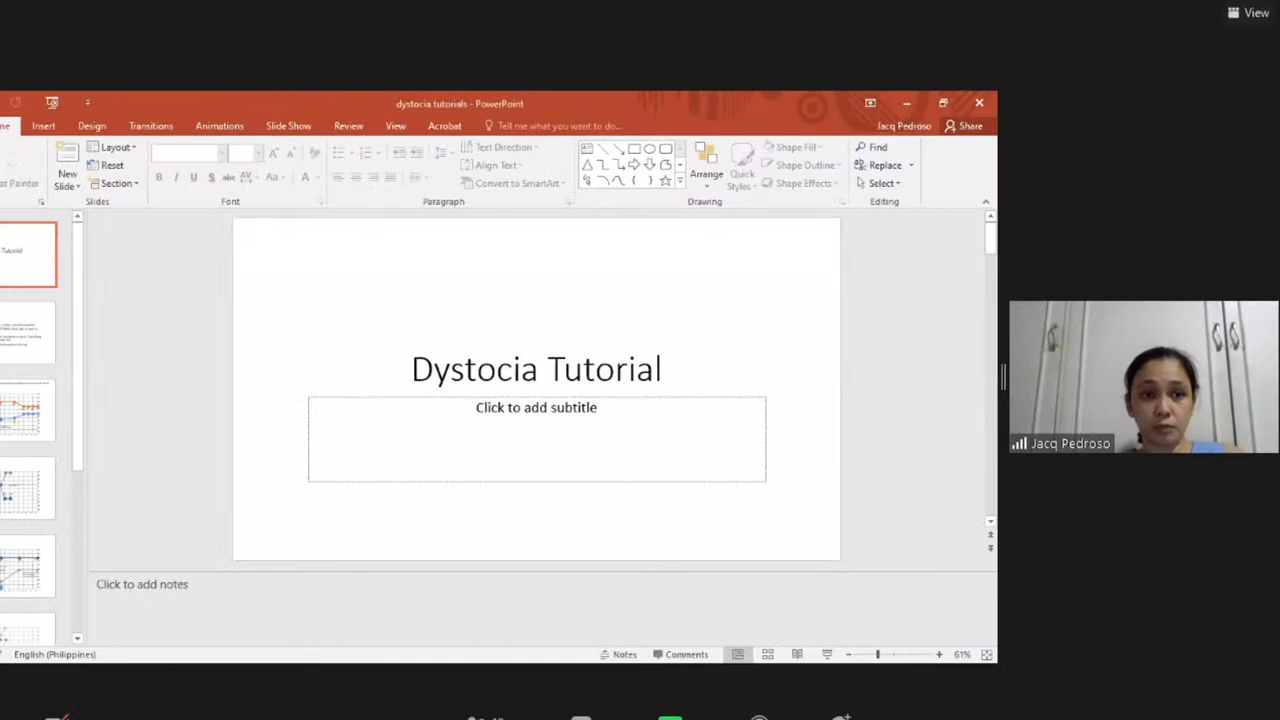 View
dystocia tutorials - PowerPoint
Insert
Design
Transitions
Animations
Slide Show
Review
View
Acrobat
Tell me what you want to do...
Jacq Pedroso
Share
Painter
New
Slide
Layout
Reset
Section
Slides
Font
Text Direction
Align Text
Convert to SmartArt
Paragraph
Arrange
Quick
Styles
Shape Fill
Shape Outline
Shape Effects
Drawing
Find
Replace
Select
Editing
Tutorial
Dystocia Tutorial
Click to add subtitle
Jacq Pedroso
Click to add notes
English (Philippines)
Notes
Comments
61%